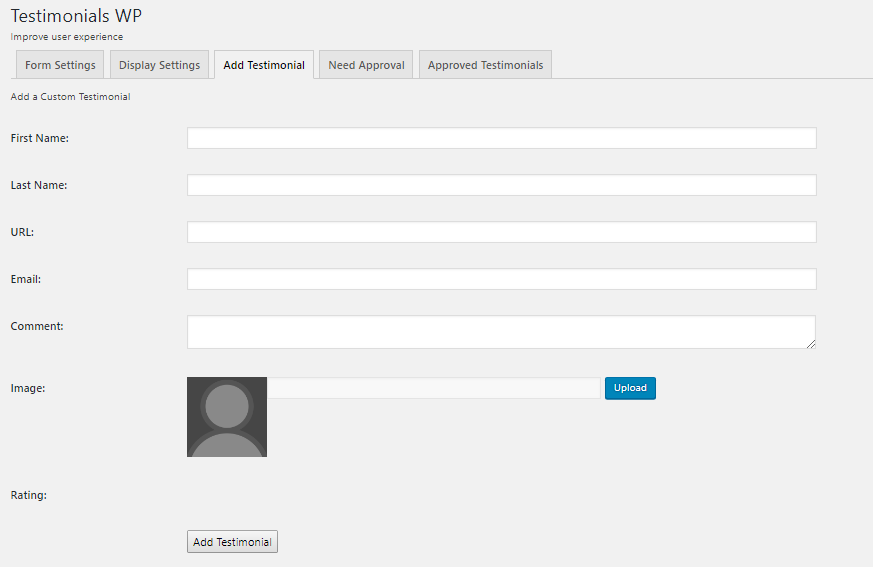 Testimonials WP
Improve user experience
Form Settings Display Settings Add Testimonial Need Approval Approved Testimonials
Add a Custom Testimonial
First Name:
Last Name:
URL:
Email:
Comment:
Image: Upload
Rating:
Add Testimonial